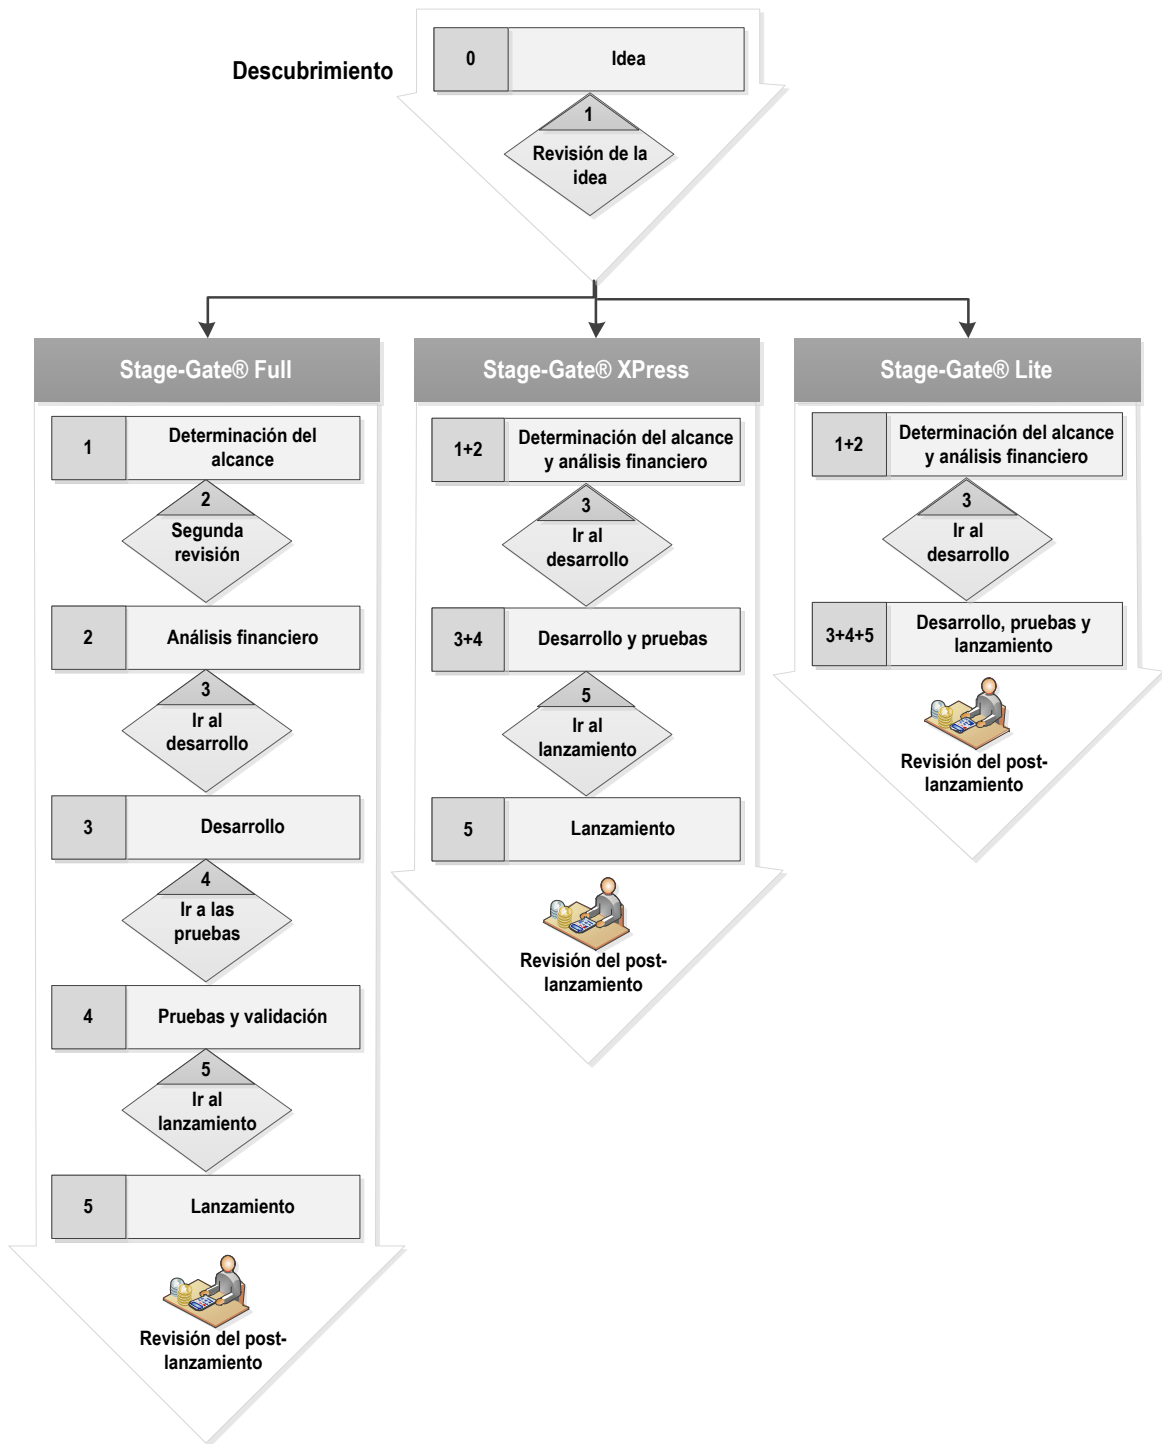 Descubrimiento
0
Idea
1
Revisión de la
idea
Stage-Gate® Full
1
Determinación del
alcance
2
Segunda
revisión
2
Análisis financiero
3
Ir al
desarrollo
3
Desarrollo
4
Ir a las
pruebas
4
Pruebas y validación
5
Ir al
lanzamiento
5
Lanzamiento
Revisión del post-
lanzamiento
Stage-Gate® XPress
1+2
Determinación del alcance
y análisis financiero
3
Ir al
desarrollo
3+4
Desarrollo y pruebas
5
Ir al
lanzamiento
5
Lanzamiento
Revisión del post-
lanzamiento
Stage-Gate® Lite
1+2
Determinación del alcance
y análisis financiero
3
Ir al
desarrollo
3+4+5
Desarrollo, pruebas y
lanzamiento
Revisión del post-
lanzamiento